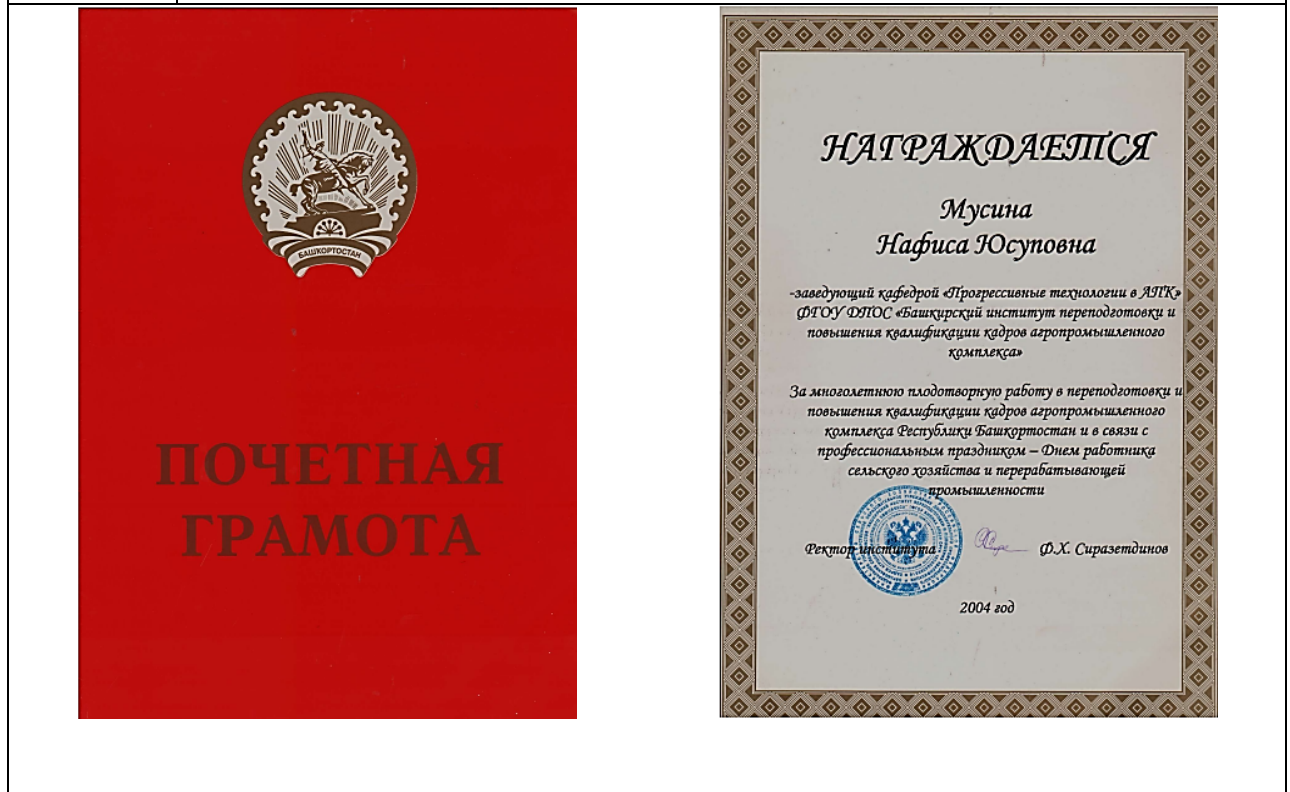 БАШКОРТОСТАН
ПОЧЕТНАЯ
ГРАМОТА
НАГРАЖДАЕТСЯ
Мусина
Нафиса Юсуповна
-заведующий кафедрой «Прогрессивные технологии в АПК»
ФГОУ ДПОС «Башкирский институт переподготовки и
повышения квалификации кадров агропромышленного
комплекса»
За многолетнюю плодотворную работу в переподготовки и
повышения квалификации кадров агропромышленного
комплекса Республики Башкортостан и в связи с
профессиональным праздником – Днем работника
сельского хозяйства и перерабатывающей
промышленности
Ректор института Ф.Х. Сиразетдинов
2004 год